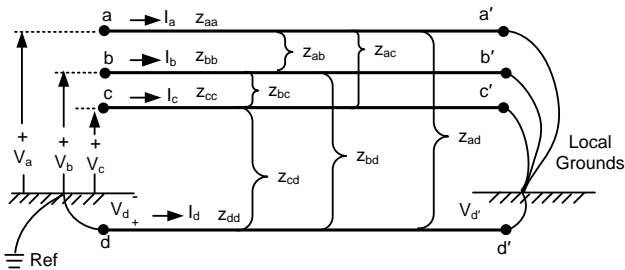 a I_a z_aa a′
b I_b z_bb z_ab z_ac b′
c I_c z_cc z_bc c′
+ + +
V_a V_b V_c
z_cd z_bd z_ad
Local
Grounds
V_d - + I_d z_dd V_d′
d d′
Ref